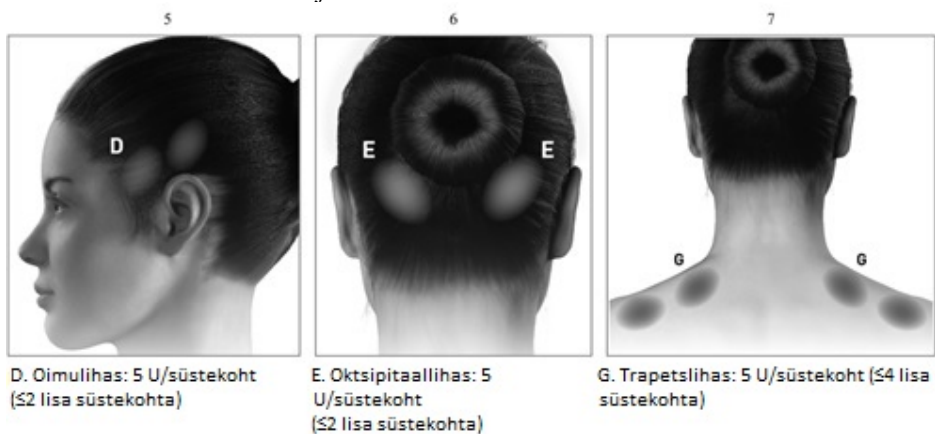 5
6
7
D
E
E
G
G
D. Oimulihas: 5 U/süstekoht
(≤2 lisa süstekohta)
E. Oktsipitaallihas: 5
U/süstekoht
(≤2 lisa süstekohta)
G. Trapetslihas: 5 U/süstekoht (≤4 lisa
süstekohta)